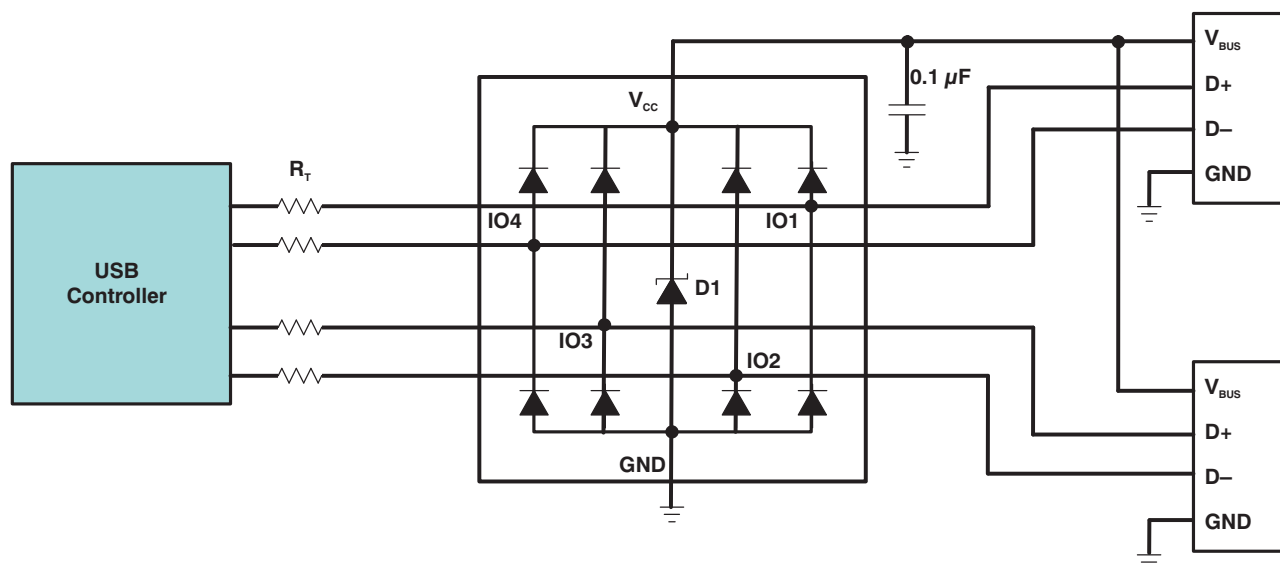 V_BUS
0.1 µF
D+
V_CC
D–
R_T
GND
IO4
IO1
USB
Controller
D1
IO3
IO2
V_BUS
D+
GND
D–
GND